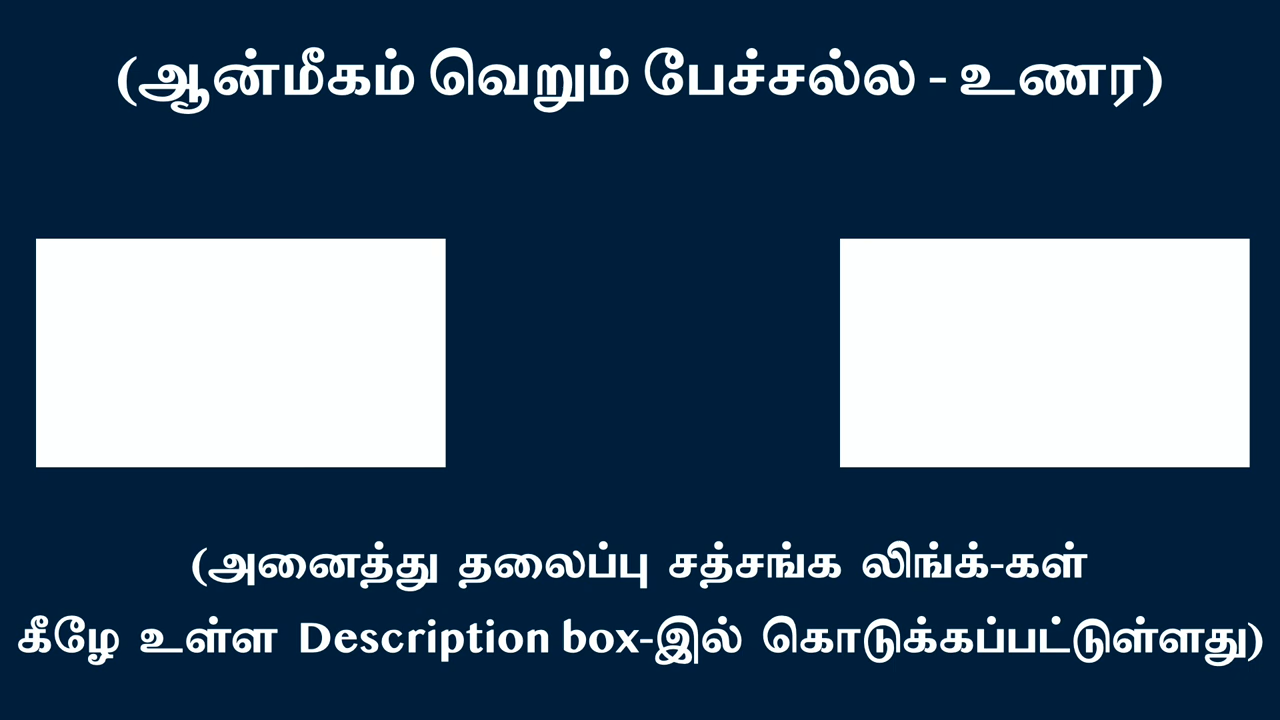 (ஆன்மீகம் வெறும் பேச்சல்ல - உணர)
(அனைத்து தலைப்பு சத்சங்க லிங்க்-கள்
கீழே உள்ள Description box-இல் கொடுக்கப்பட்டுள்ளது)